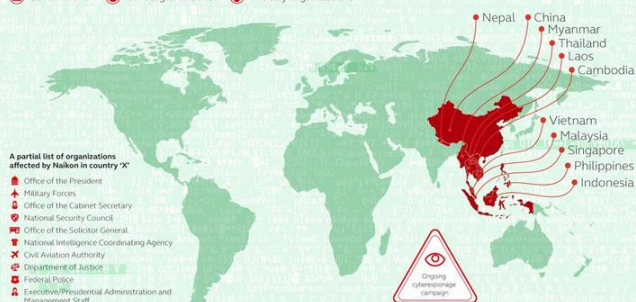 Nepal
China
Myanmar
Thailand
Laos
Cambodia
Vietnam
Malaysia
Singapore
Philippines
Indonesia
A partial list of organizations
affected by Naikon in country 'X'
Office of the President
Military Forces
Office of the Cabinet Secretary
National Security Council
Office of the Solicitor General
National Intelligence Coordinating Agency
Civil Aviation Authority
Department of Justice
Federal Police
Executive/Presidential Administration and
Management Staff
Ongoing
cyberespionage
campaign